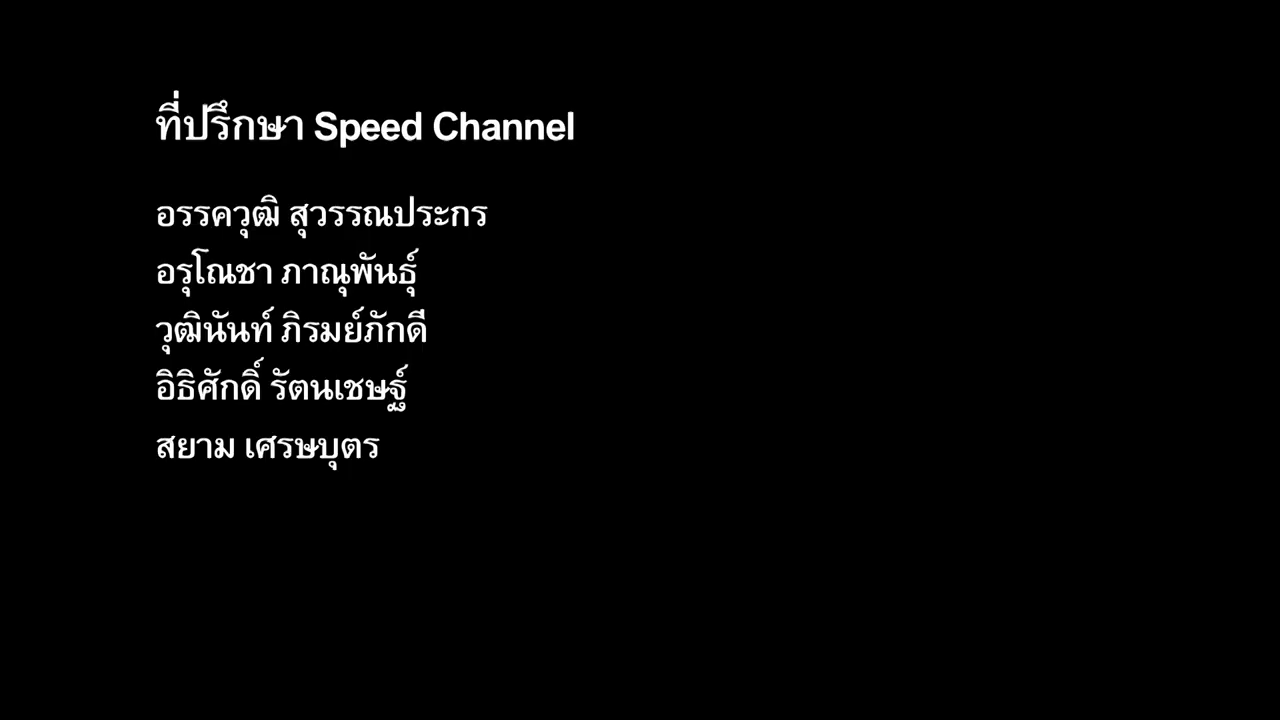 ที่ปรึกษา Speed Channel
อรรควุฒิ สุวรรณประกร
อรุโณชา ภาณุพันธุ์
วุฒินันท์ ภิรมย์ภักดี
อิธิศักดิ์ รัตนเชษฐ์
สยาม เศรษบุตร